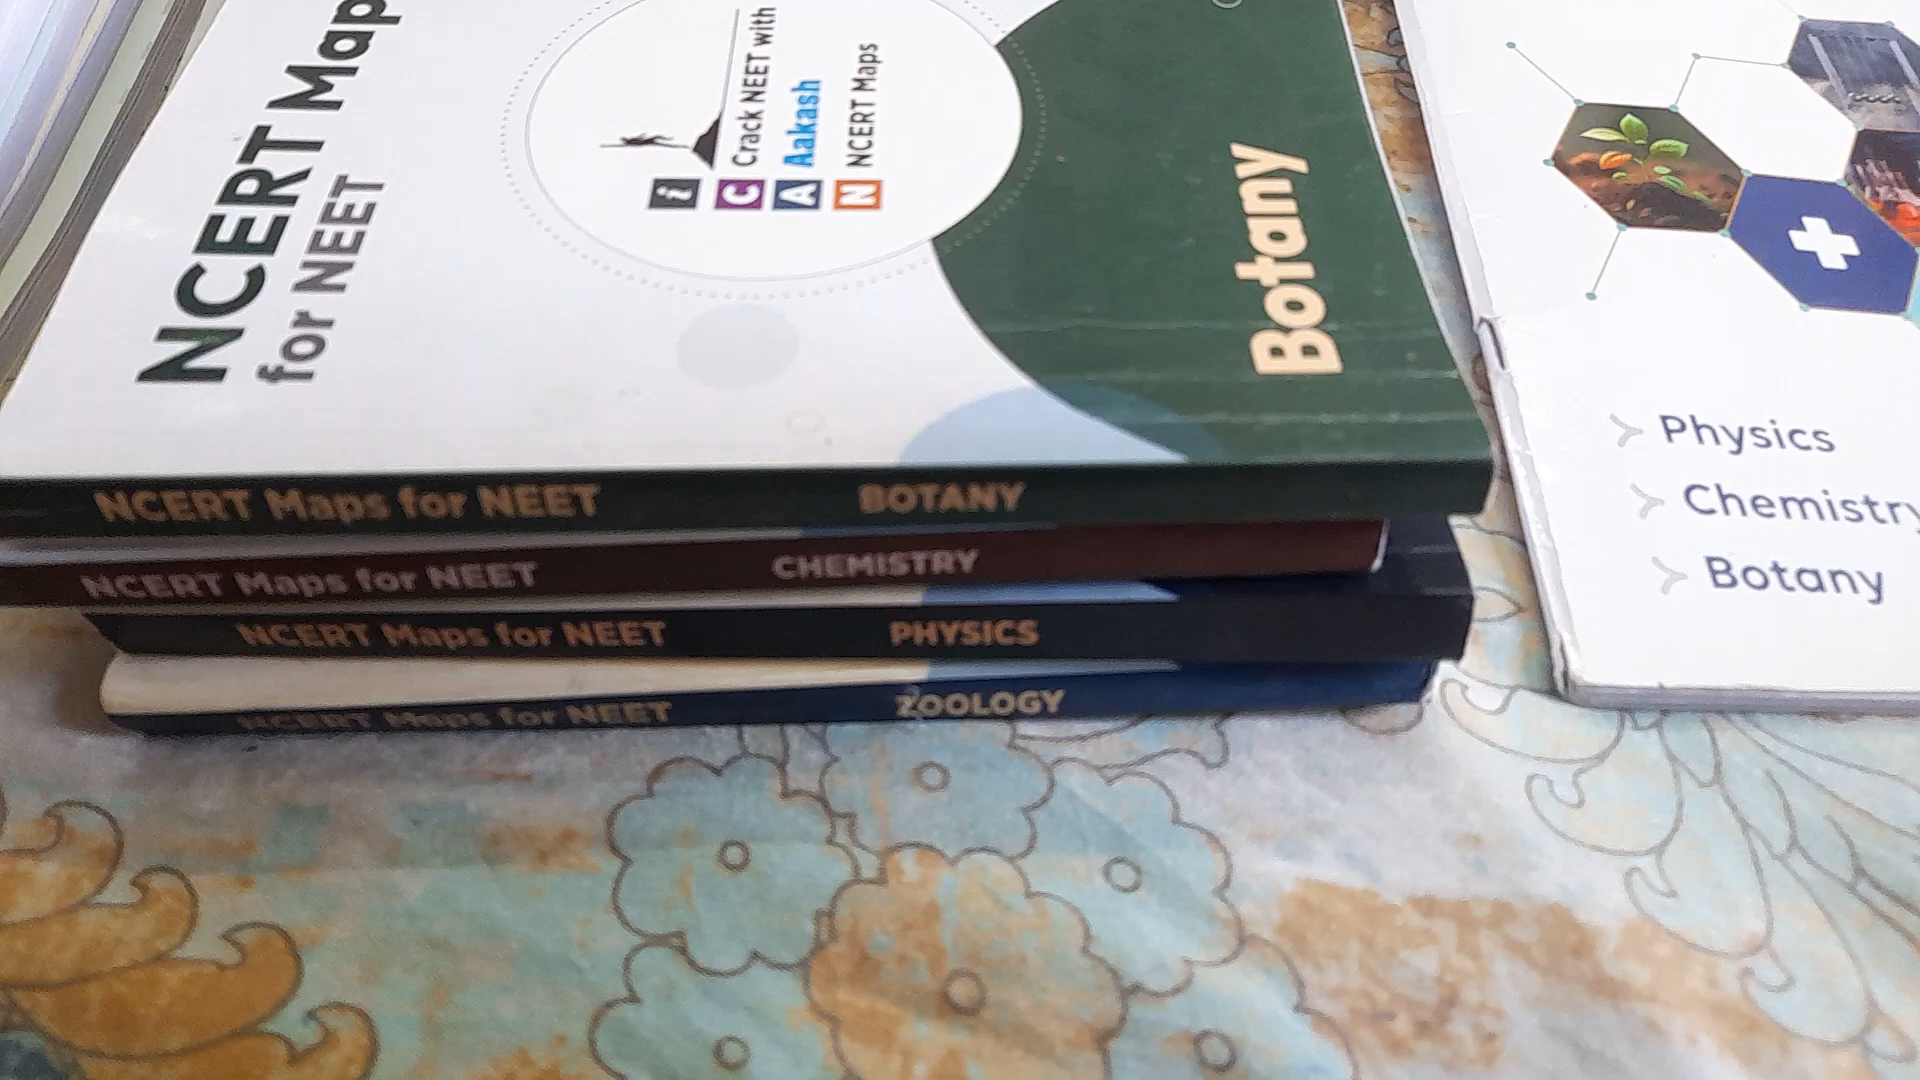 NCERT Map
for NEET
i
C Crack NEET with
A Aakash
N NCERT Maps
Botany
NCERT Maps for NEET BOTANY
NCERT Maps for NEET CHEMISTRY
NCERT Maps for NEET PHYSICS
NCERT Maps for NEET ZOOLOGY
Physics
Chemistry
Botany